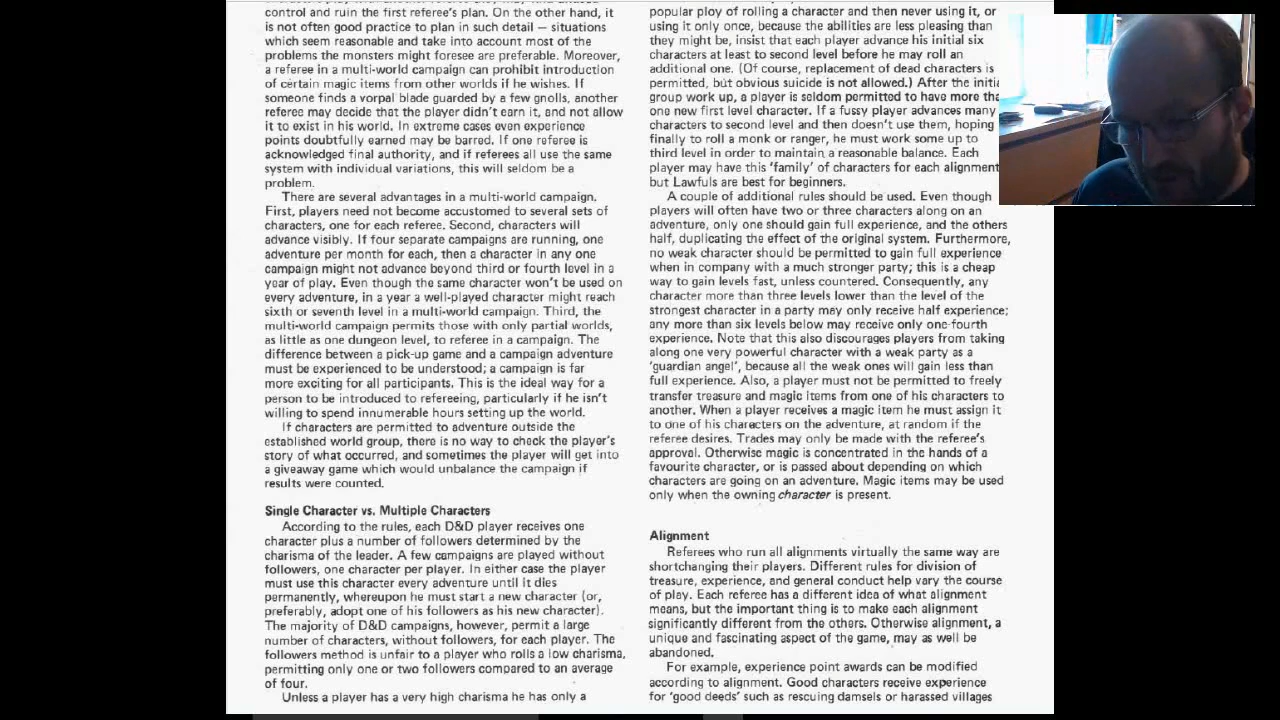 control and ruin the first referee's plan. On the other hand, it
is not often good practice to plan in such detail — situations
which seem reasonable and take into account most of the
problems the monsters might foresee are preferable. Moreover,
a referee in a multi-world campaign can prohibit introduction
of certain magic items from other worlds if he wishes. If
someone finds a vorpal blade guarded by a few gnolls, another
referee may decide that the player didn't earn it, and not allow
it to exist in his world. In extreme cases even experience
points doubtfully earned may be barred. If one referee is
acknowledged final authority, and if referees all use the same
system with individual variations, this will seldom be a
problem.
There are several advantages in a multi-world campaign.
First, players need not become accustomed to several sets of
characters, one for each referee. Second, characters will
advance visibly. If four separate campaigns are running, one
adventure per month for each, then a character in any one
campaign might not advance beyond third or fourth level in a
year of play. Even though the same character won't be used on
every adventure, in a year a well-played character might reach
sixth or seventh level in a multi-world campaign. Third, the
multi-world campaign permits those with only partial worlds,
as little as one dungeon level, to referee in a campaign. The
difference between a pick-up game and a campaign adventure
must be experienced to be understood; a campaign is far
more exciting for all participants. This is the ideal way for a
person to be introduced to refereeing, particularly if he isn't
willing to spend innumerable hours setting up the world.
If characters are permitted to adventure outside the
established world group, there is no way to check the player's
story of what occurred, and sometimes the player will get into
a giveaway game which would unbalance the campaign if
results were counted.
Single Character vs. Multiple Characters
According to the rules, each D&D player receives one
character plus a number of followers determined by the
charisma of the leader. A few campaigns are played without
followers, one character per player. In either case the player
must use this character every adventure until it dies
permanently, whereupon he must start a new character (or,
preferably, adopt one of his followers as his new character).
The majority of D&D campaigns, however, permit a large
number of characters, without followers, for each player. The
followers method is unfair to a player who rolls a low charisma,
permitting only one or two followers compared to an average
of four.
Unless a player has a very high charisma he has only a
popular ploy of rolling a character and then never using it, or
using it only once, because the abilities are less pleasing than
they might be, insist that each player advance his initial six
characters at least to second level before he may roll an
additional one. (Of course, replacement of dead characters is
permitted, but obvious suicide is not allowed.) After the initia
group work up, a player is seldom permitted to have more tha
one new first level character. If a fussy player advances many
characters to second level and then doesn't use them, hoping
finally to roll a monk or ranger, he must work some up to
third level in order to maintain a reasonable balance. Each
player may have this 'family' of characters for each alignment
but Lawfuls are best for beginners.
A couple of additional rules should be used. Even though
players will often have two or three characters along on an
adventure, only one should gain full experience, and the others
half, duplicating the effect of the original system. Furthermore,
no weak character should be permitted to gain full experience
when in company with a much stronger party; this is a cheap
way to gain levels fast, unless countered. Consequently, any
character more than three levels lower than the level of the
strongest character in a party may only receive half experience;
any more than six levels below may receive only one-fourth
experience. Note that this also discourages players from taking
along one very powerful character with a weak party as a
'guardian angel', because all the weak ones will gain less than
full experience. Also, a player must not be permitted to freely
transfer treasure and magic items from one of his characters to
another. When a player receives a magic item he must assign it
to one of his characters on the adventure, at random if the
referee desires. Trades may only be made with the referee's
approval. Otherwise magic is concentrated in the hands of a
favourite character, or is passed about depending on which
characters are going on an adventure. Magic items may be used
only when the owning character is present.
Alignment
Referees who run all alignments virtually the same way are
shortchanging their players. Different rules for division of
treasure, experience, and general conduct help vary the course
of play. Each referee has a different idea of what alignment
means, but the important thing is to make each alignment
significantly different from the others. Otherwise alignment, a
unique and fascinating aspect of the game, may as well be
abandoned.
For example, experience point awards can be modified
according to alignment. Good characters receive experience
for 'good deeds' such as rescuing damsels or harassed villages